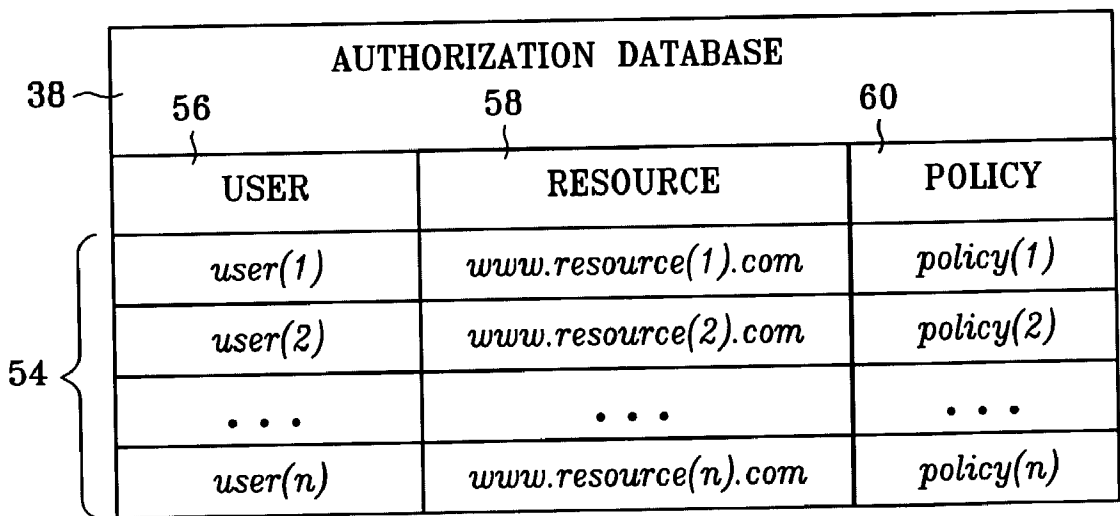 AUTHORIZATION DATABASE
38
56 58 60
USER RESOURCE POLICY
user(1) www.resource(1).com policy(1)
user(2) www.resource(2).com policy(2)
54
... ... ...
user(n) www.resource(n).com policy(n)